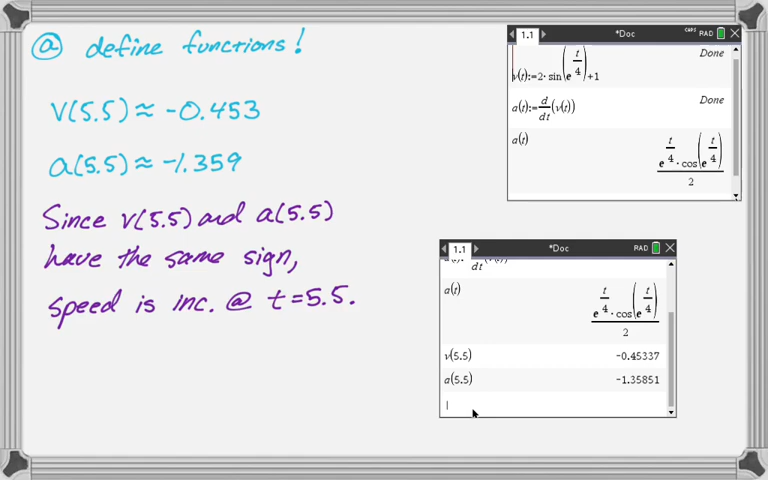 ⓐ define functions!
v(5.5) ≈ -0.453
a(5.5) ≈ -1.359
Since v(5.5) and a(5.5)
have the same sign,
speed is inc. @ t=5.5.
1.1 *Doc CAPS RAD
v(t):=2·sin(e^(t/4))+1 Done
a(t):=d/dt(v(t)) Done
a(t) e^(t/4)·cos(e^(t/4))/2
1.1 *Doc RAD
dt
a(t) e^(t/4)·cos(e^(t/4))/2
v(5.5) -0.45337
a(5.5) -1.35851